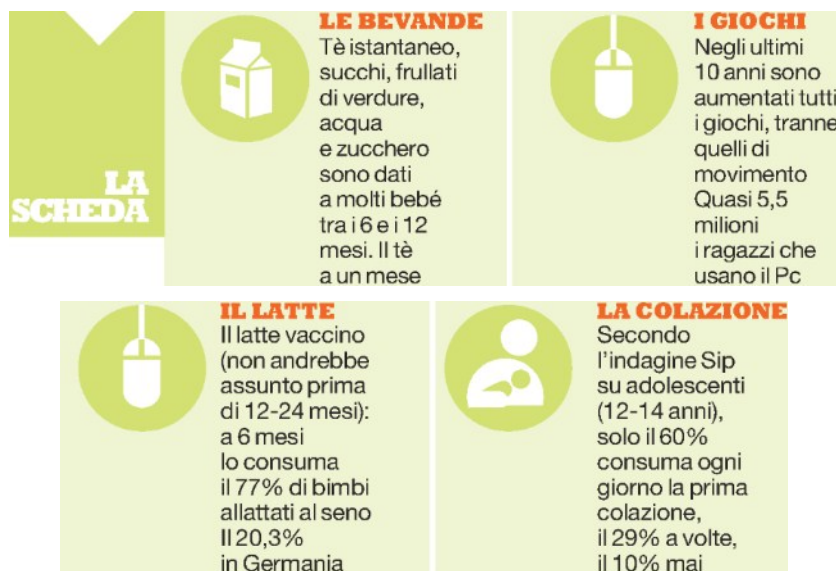 LA
SCHEDA
LE BEVANDE
Tè istantaneo,
succhi, frullati
di verdure,
acqua
e zucchero
sono dati
a molti bebé
tra i 6 e i 12
mesi. Il tè
a un mese
I GIOCHI
Negli ultimi
10 anni sono
aumentati tutti
i giochi, tranne
quelli di
movimento
Quasi 5,5
milioni
i ragazzi che
usano il Pc
IL LATTE
Il latte vaccino
(non andrebbe
assunto prima
di 12-24 mesi):
a 6 mesi
lo consuma
il 77% di bimbi
allattati al seno
Il 20,3%
in Germania
LA COLAZIONE
Secondo
l'indagine Sip
su adolescenti
(12-14 anni),
solo il 60%
consuma ogni
giorno la prima
colazione,
il 29% a volte,
il 10% mai